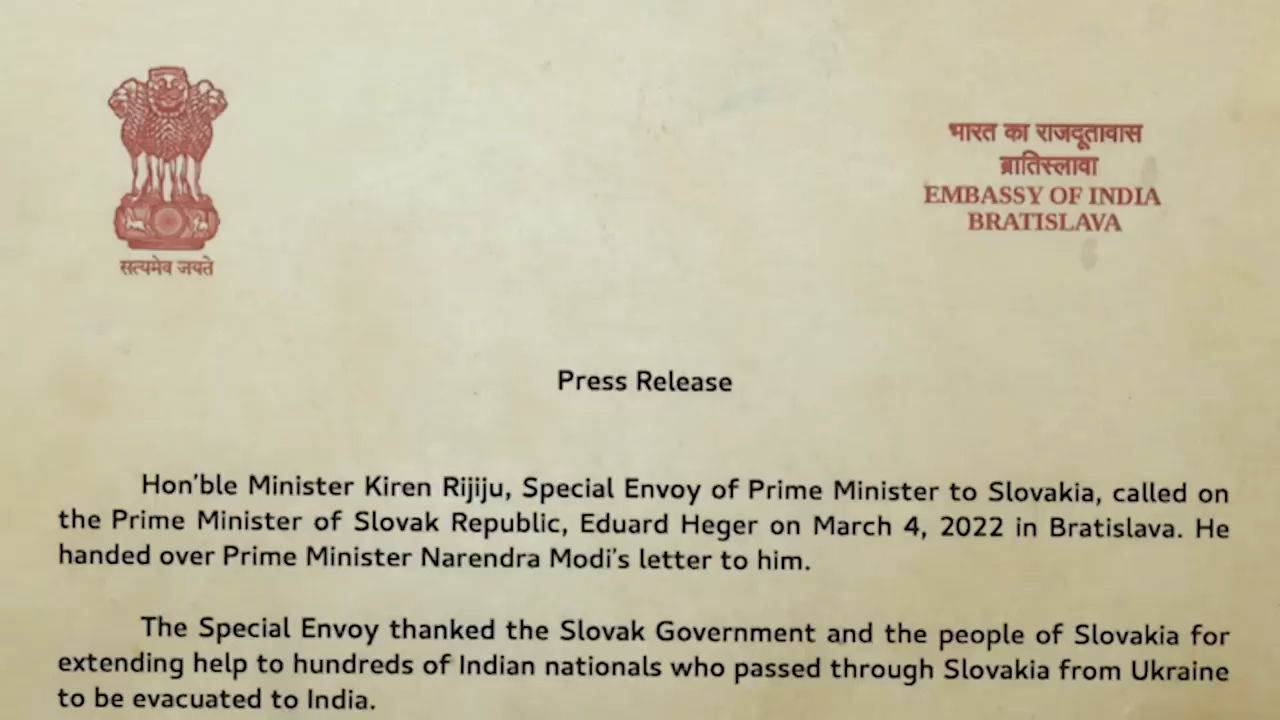 सत्यमेव जयते
भारत का राजदूतावास
ब्रातिस्लावा
EMBASSY OF INDIA
BRATISLAVA
Press Release
Hon'ble Minister Kiren Rijiju, Special Envoy of Prime Minister to Slovakia, called on
the Prime Minister of Slovak Republic, Eduard Heger on March 4, 2022 in Bratislava. He
handed over Prime Minister Narendra Modi's letter to him.
The Special Envoy thanked the Slovak Government and the people of Slovakia for
extending help to hundreds of Indian nationals who passed through Slovakia from Ukraine
to be evacuated to India.